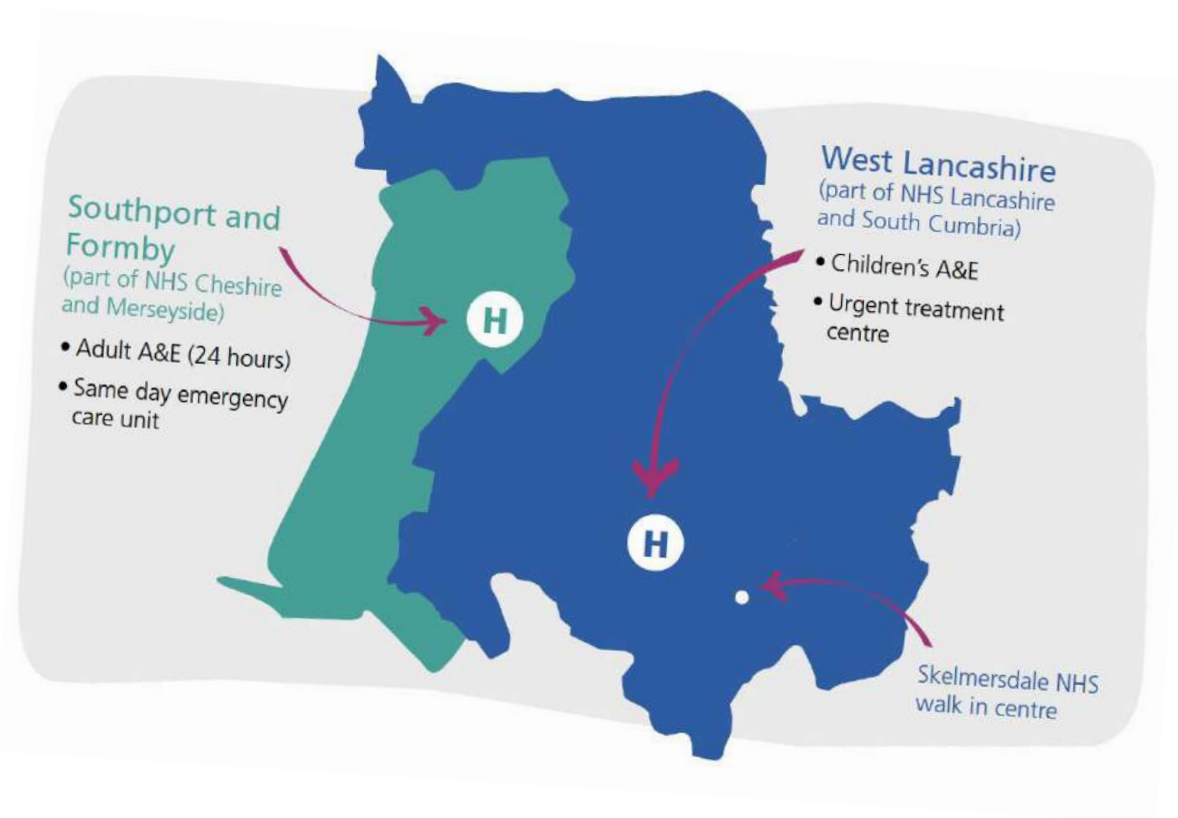 Southport and
Formby
(part of NHS Cheshire
and Merseyside)
• Adult A&E (24 hours)
• Same day emergency
care unit
H
West Lancashire
(part of NHS Lancashire
and South Cumbria)
• Children's A&E
• Urgent treatment
centre
H
Skelmersdale NHS
walk in centre